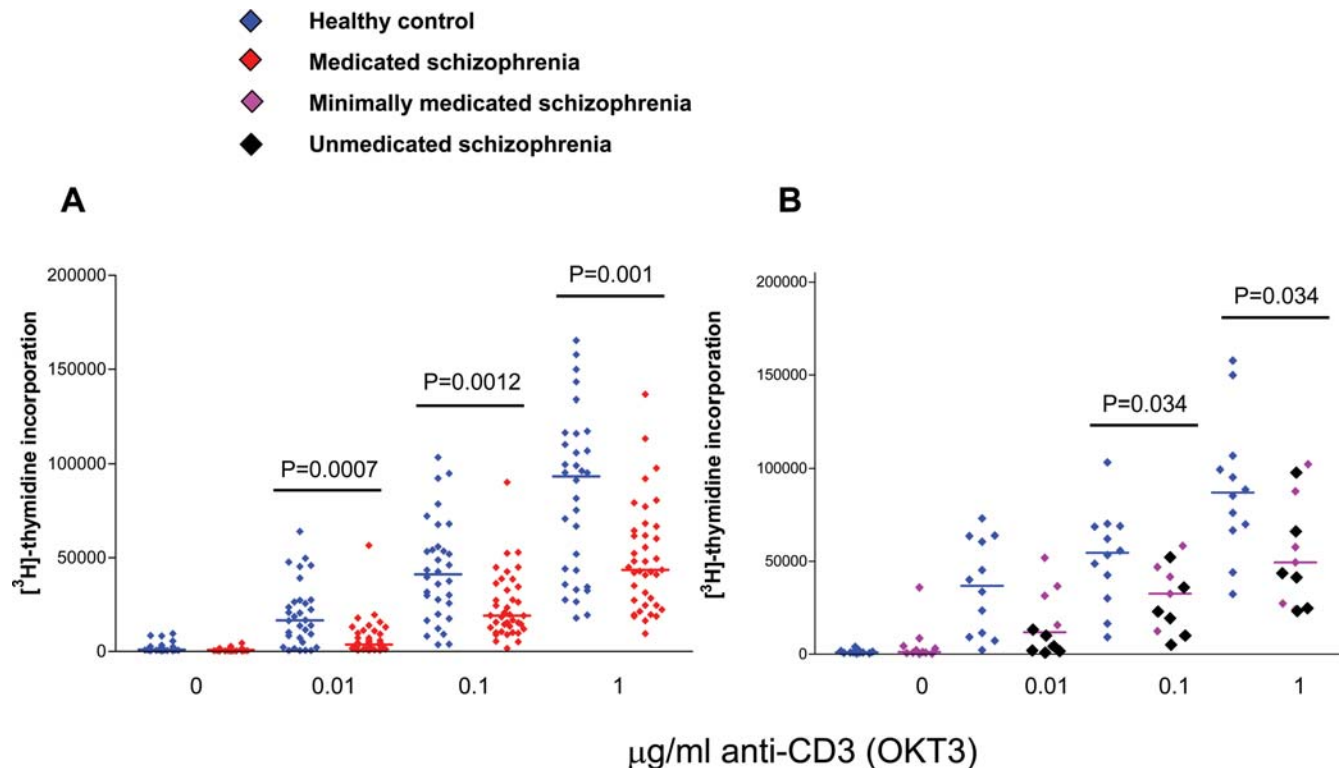 Healthy control
Medicated schizophrenia
Minimally medicated schizophrenia
Unmedicated schizophrenia
A
[³H]-thymidine incorporation
200000
150000
100000
50000
0
P=0.0007
P=0.0012
P=0.001
0 0.01 0.1 1
B
[³H]-thymidine incorporation
200000
150000
100000
50000
0
P=0.034
P=0.034
0 0.01 0.1 1
μg/ml anti-CD3 (OKT3)